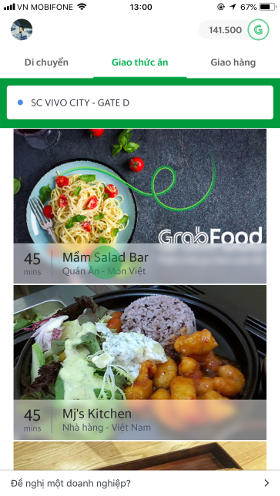 VN MOBIFONE 13:00 67%
141.500
Di chuyển Giao thức ăn Giao hàng
SC VIVO CITY - GATE D
GrabFood
45 Mầm Salad Bar
mins Quán Ăn - Món Việt
45 Mj's Kitchen
mins Nhà hàng - Việt Nam
Đề nghị một doanh nghiệp?